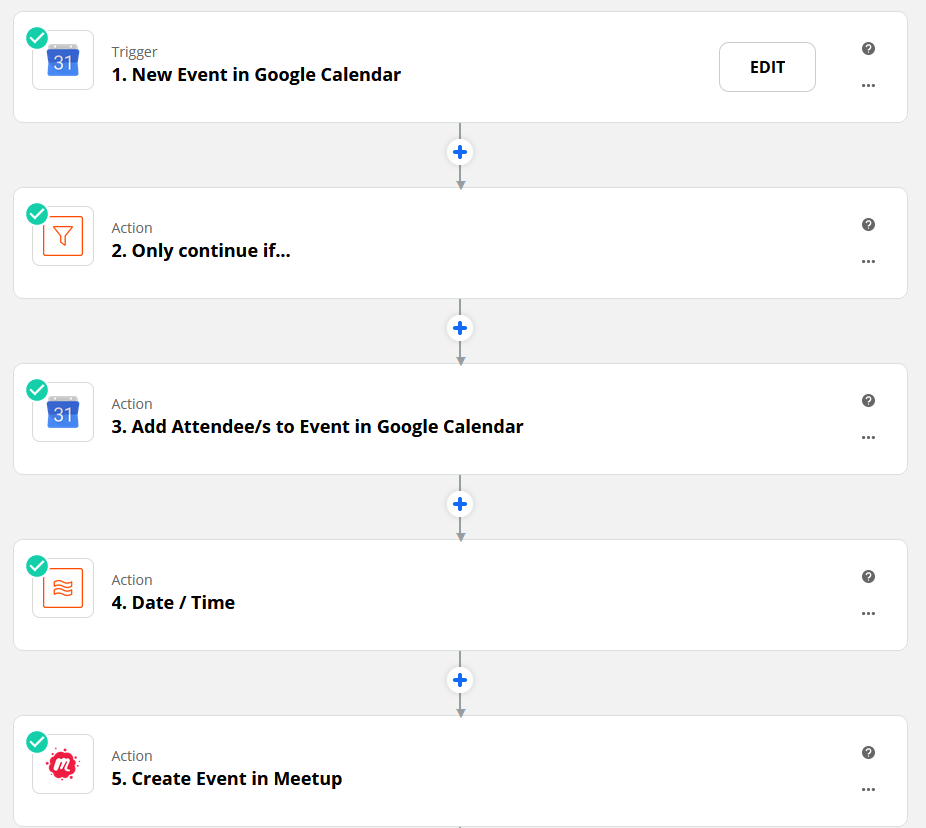 31
Trigger
1. New Event in Google Calendar
EDIT
?
...
Action
2. Only continue if...
?
...
31
Action
3. Add Attendee/s to Event in Google Calendar
?
...
Action
4. Date / Time
?
...
m
Action
5. Create Event in Meetup
?
...